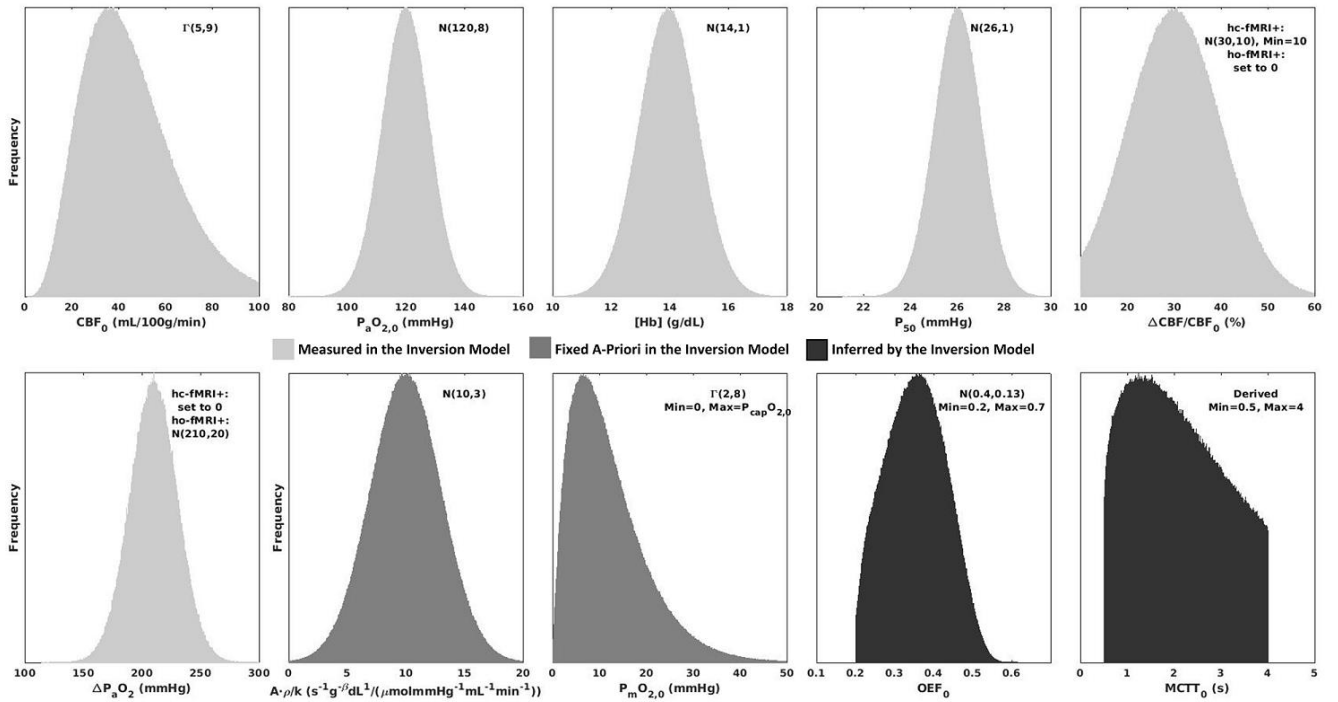 Frequency
Γ(5,9)
0 20 40 60 80 100
CBF₀ (mL/100g/min)
N(120,8)
80 100 120 140 160
PₐO₂,₀ (mmHg)
N(14,1)
10 12 14 16 18
[Hb] (g/dL)
N(26,1)
20 22 24 26 28 30
P₅₀ (mmHg)
hc-fMRI+:
N(30,10), Min=10
ho-fMRI+:
set to 0
10 20 30 40 50 60
ΔCBF/CBF₀ (%)
Measured in the Inversion Model
Fixed A-Priori in the Inversion Model
Inferred by the Inversion Model
Frequency
hc-fMRI+:
set to 0
ho-fMRI+:
N(210,20)
100 150 200 250 300
ΔPₐO₂ (mmHg)
N(10,3)
0 5 10 15 20
A·ρ/k (s⁻¹g⁻ᵝdL¹/(μmolmmHg⁻¹mL⁻¹min⁻¹))
Γ(2,8)
Min=0, Max=P_capO₂,₀
0 10 20 30 40 50
PₘO₂,₀ (mmHg)
N(0.4,0.13)
Min=0.2, Max=0.7
0.1 0.2 0.3 0.4 0.5 0.6 0.7
OEF₀
Derived
Min=0.5, Max=4
0 1 2 3 4 5
MCTT₀ (s)